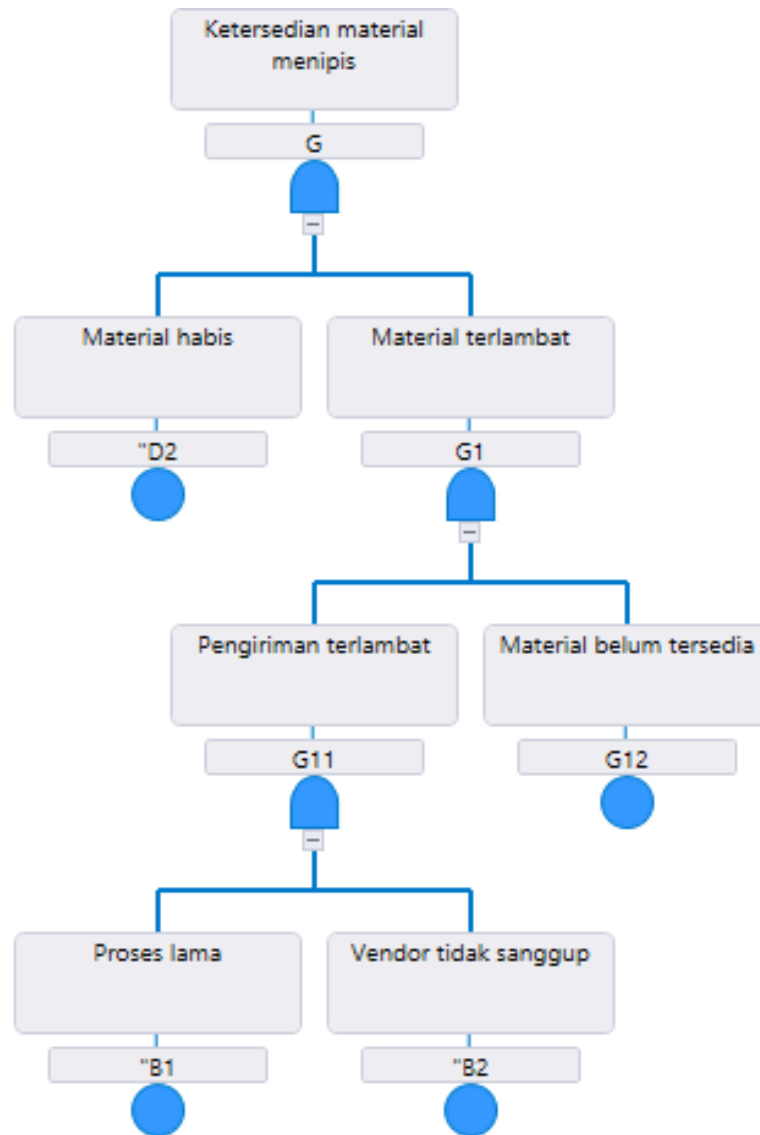 Ketersedian material
menipis
G
Material habis
Material terlambat
"D2
G1
Pengiriman terlambat
Material belum tersedia
G11
G12
Proses lama
Vendor tidak sanggup
"B1
"B2